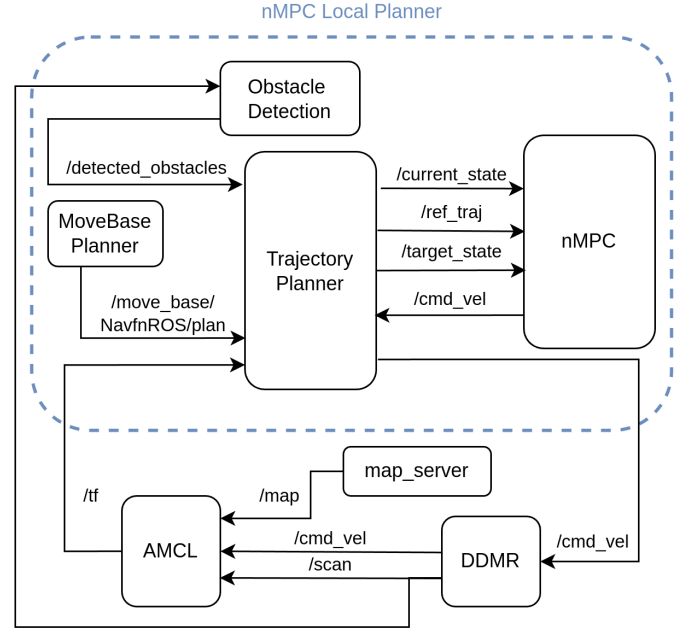 nMPC Local Planner
Obstacle
Detection
/detected_obstacles
MoveBase
Planner
/move_base/
NavfnROS/plan
Trajectory
Planner
/current_state
/ref_traj
/target_state
/cmd_vel
nMPC
map_server
/tf
/map
AMCL
/cmd_vel
/scan
DDMR
/cmd_vel